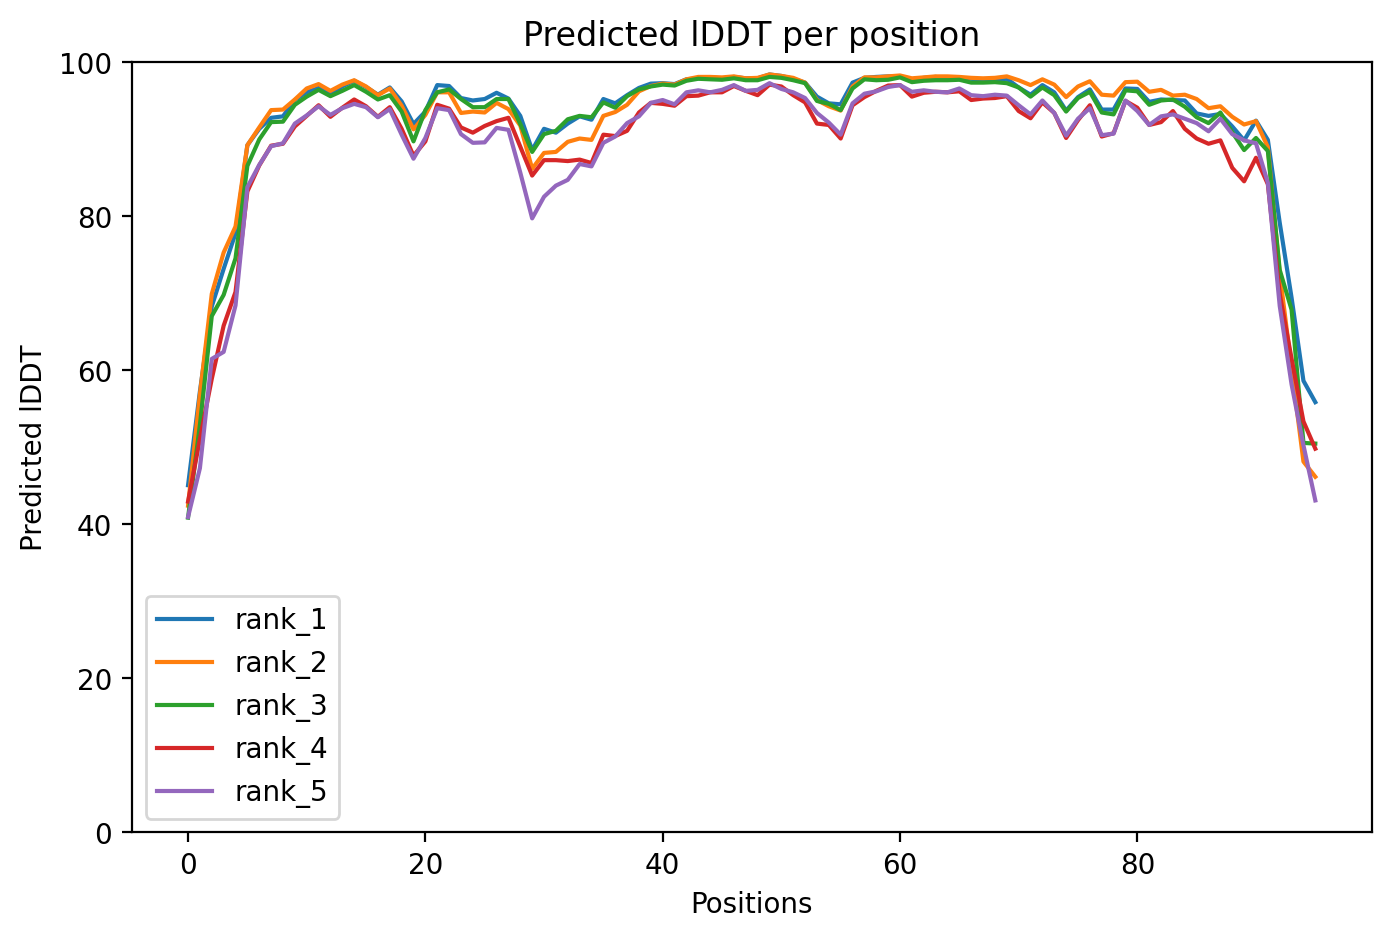 Predicted lDDT per position
100
80
60
40
20
0
Predicted lDDT
rank_1
rank_2
rank_3
rank_4
rank_5
0 20 40 60 80
Positions